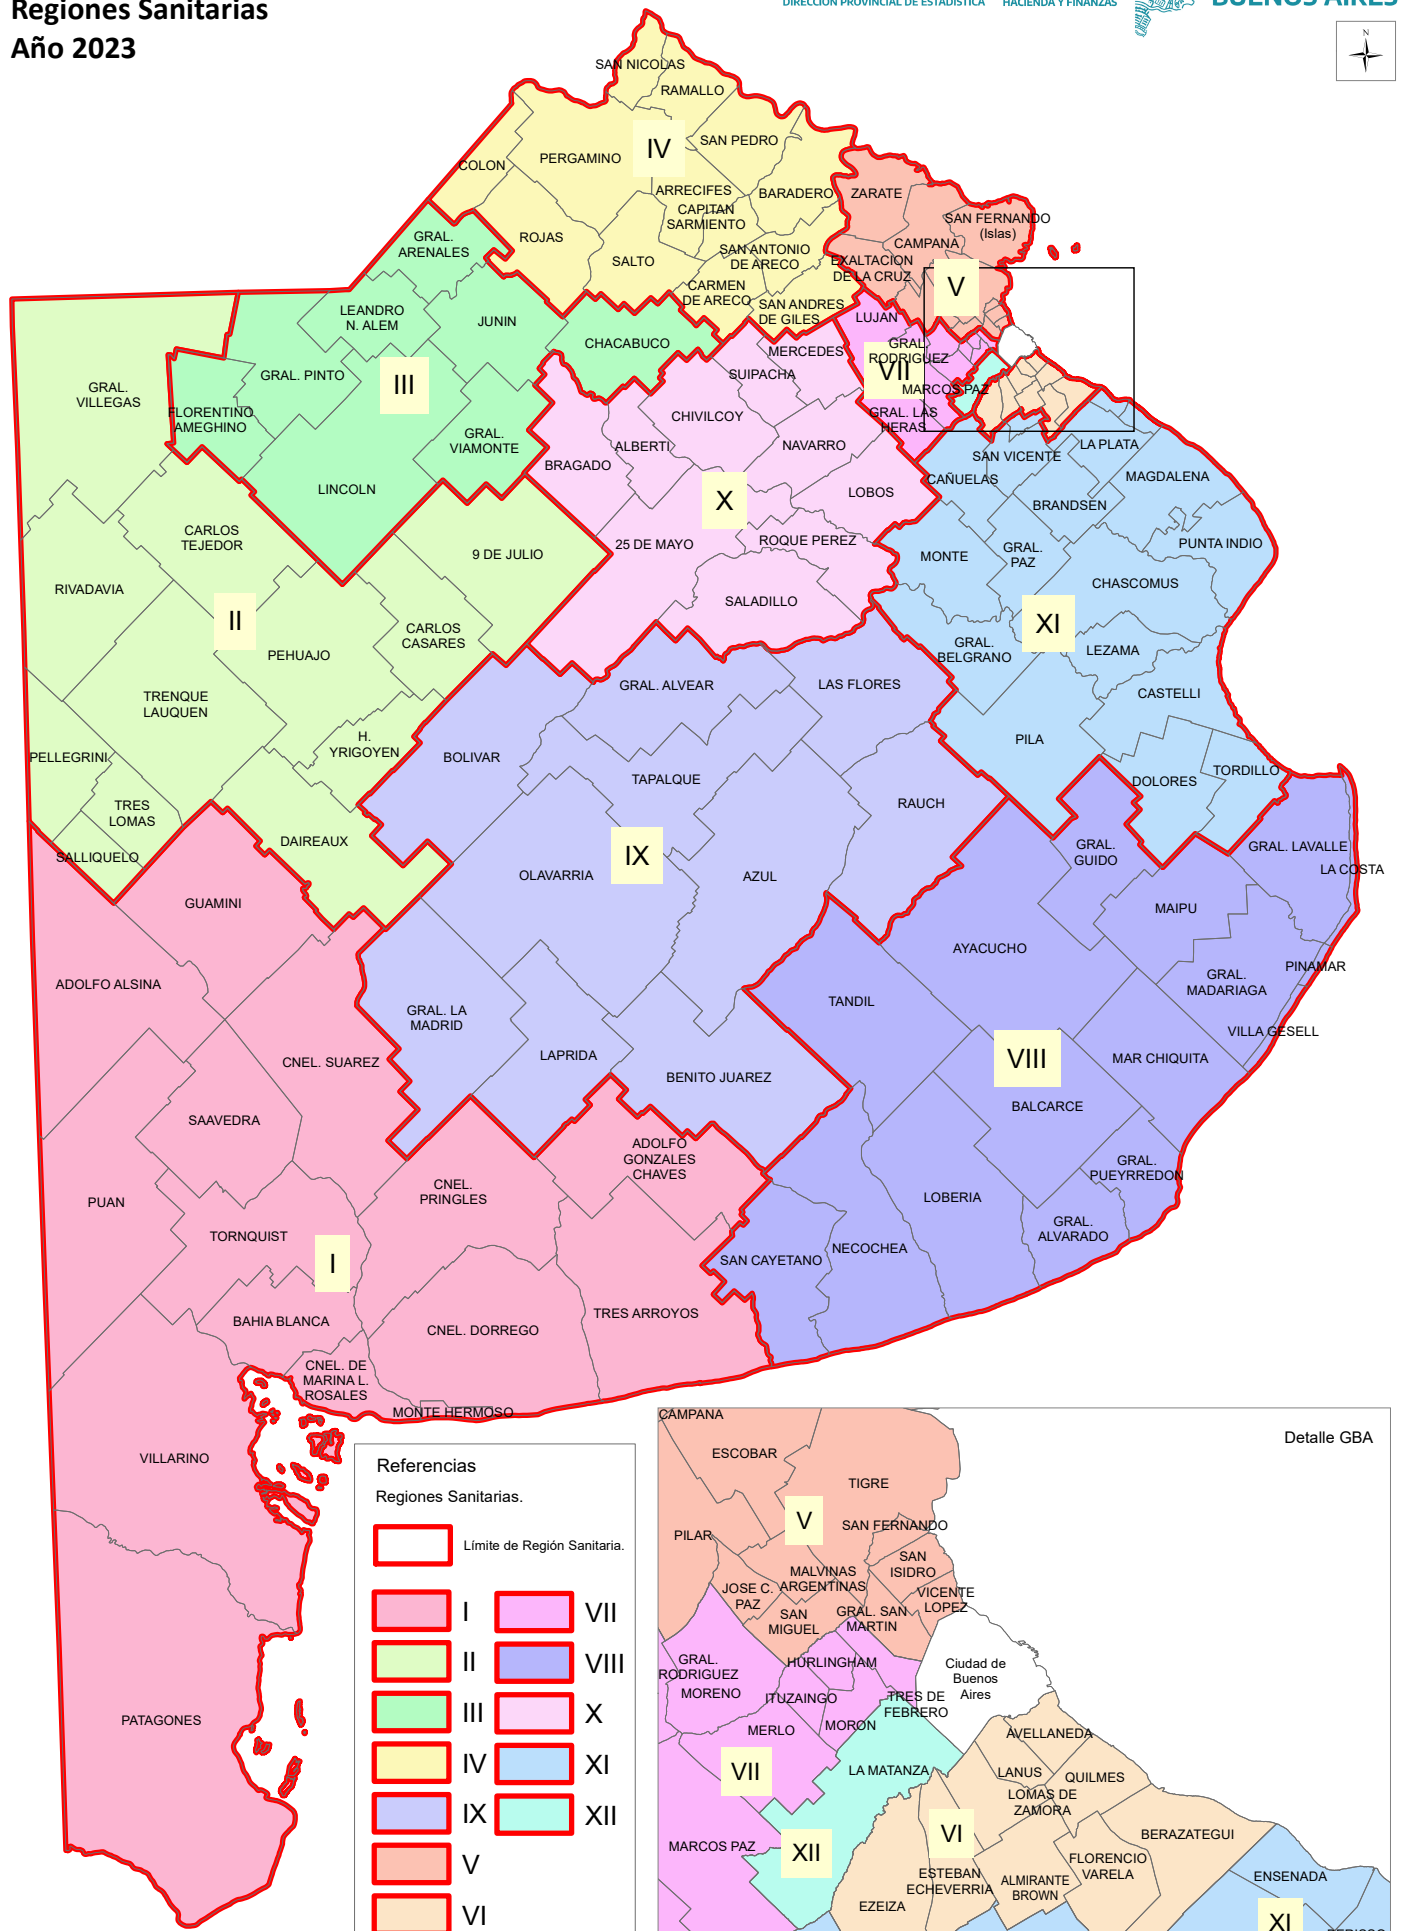 Regiones Sanitarias
Año 2023
DIRECCIÓN PROVINCIAL DE ESTADÍSTICA
HACIENDA Y FINANZAS
BUENOS AIRES
N
SAN NICOLAS
RAMALLO
IV
SAN PEDRO
COLON
PERGAMINO
ARRECIFES
BARADERO
CAPITAN
SARMIENTO
ROJAS
SALTO
SAN ANTONIO
DE ARECO
CARMEN
DE ARECO
SAN ANDRES
DE GILES
ZARATE
SAN FERNANDO
(Islas)
CAMPANA
EXALTACION
DE LA CRUZ
V
GRAL.
ARENALES
LEANDRO
N. ALEM
JUNIN
CHACABUCO
GRAL. PINTO
III
FLORENTINO
AMEGHINO
GRAL.
VIAMONTE
LINCOLN
LUJAN
GRAL.
RODRIGUEZ
VII
MARCOS PAZ
GRAL. LAS
HERAS
MERCEDES
SUIPACHA
CHIVILCOY
ALBERTI
NAVARRO
BRAGADO
X
LOBOS
25 DE MAYO
ROQUE PEREZ
SALADILLO
GRAL.
VILLEGAS
CARLOS
TEJEDOR
9 DE JULIO
RIVADAVIA
II
CARLOS
CASARES
PEHUAJO
TRENQUE
LAUQUEN
H.
YRIGOYEN
PELLEGRINI
TRES
LOMAS
SALLIQUELO
DAIREAUX
SAN VICENTE
LA PLATA
CAÑUELAS
MAGDALENA
BRANDSEN
MONTE
GRAL.
PAZ
PUNTA INDIO
CHASCOMUS
XI
GRAL.
BELGRANO
LEZAMA
CASTELLI
PILA
DOLORES
TORDILLO
GRAL. ALVEAR
LAS FLORES
BOLIVAR
TAPALQUE
RAUCH
IX
OLAVARRIA
AZUL
GRAL. LA
MADRID
LAPRIDA
BENITO JUAREZ
GRAL.
GUIDO
GRAL. LAVALLE
LA COSTA
MAIPU
AYACUCHO
PINAMAR
GRAL.
MADARIAGA
TANDIL
VILLA GESELL
VIII
MAR CHIQUITA
BALCARCE
GRAL.
PUEYRREDON
LOBERIA
GRAL.
ALVARADO
NECOCHEA
SAN CAYETANO
GUAMINI
ADOLFO ALSINA
CNEL. SUAREZ
SAAVEDRA
ADOLFO
GONZALES
CHAVES
CNEL.
PRINGLES
PUAN
TORNQUIST
I
BAHIA BLANCA
CNEL. DORREGO
TRES ARROYOS
CNEL. DE
MARINA L.
ROSALES
MONTE HERMOSO
VILLARINO
PATAGONES
Referencias
Regiones Sanitarias.
Límite de Región Sanitaria.
I
VII
II
VIII
III
X
IV
XI
IX
XII
V
VI
Detalle GBA
CAMPANA
ESCOBAR
TIGRE
V
SAN FERNANDO
PILAR
SAN
ISIDRO
MALVINAS
ARGENTINAS
JOSE C.
PAZ
VICENTE
LOPEZ
SAN
MIGUEL
GRAL. SAN
MARTIN
GRAL.
RODRIGUEZ
HURLINGHAM
Ciudad de
Buenos
Aires
MORENO
ITUZAINGO
TRES DE
FEBRERO
MORON
MERLO
VII
LA MATANZA
AVELLANEDA
LANUS
QUILMES
LOMAS DE
ZAMORA
MARCOS PAZ
XII
VI
BERAZATEGUI
FLORENCIO
VARELA
ESTEBAN
ECHEVERRIA
ALMIRANTE
BROWN
EZEIZA
ENSENADA
XI